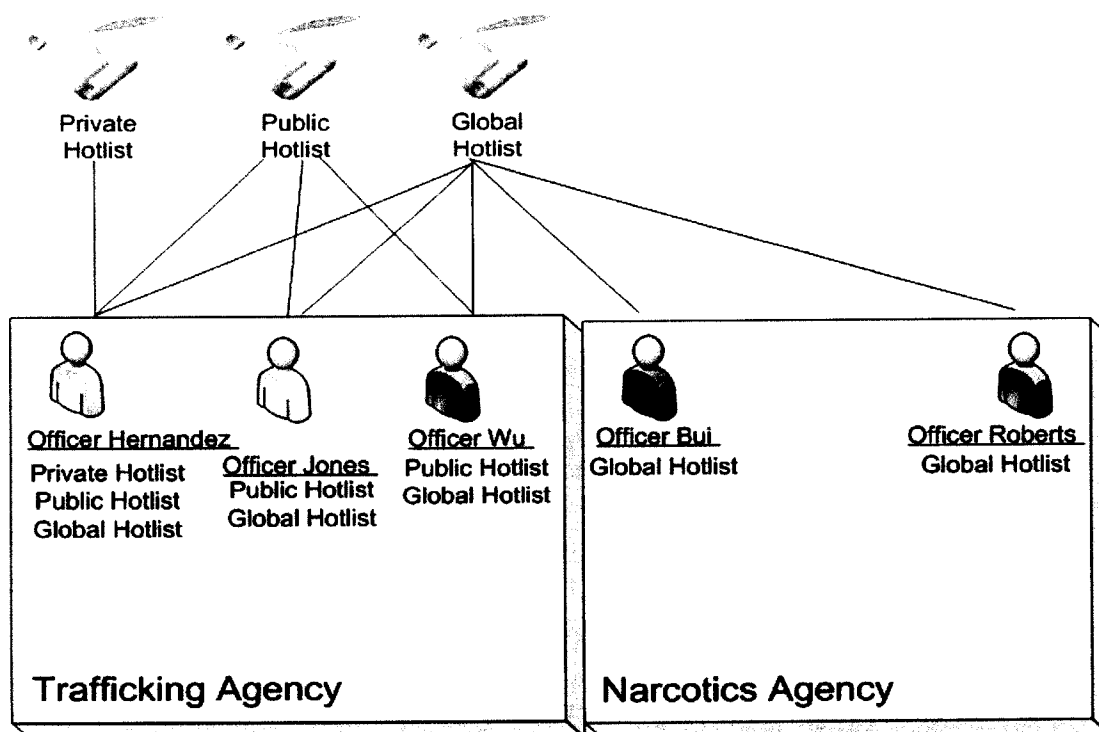 Private
Hotlist
Public
Hotlist
Global
Hotlist
Officer Hernandez
Private Hotlist
Public Hotlist
Global Hotlist
Officer Jones
Public Hotlist
Global Hotlist
Officer Wu
Public Hotlist
Global Hotlist
Officer Bui
Global Hotlist
Officer Roberts
Global Hotlist
Trafficking Agency
Narcotics Agency